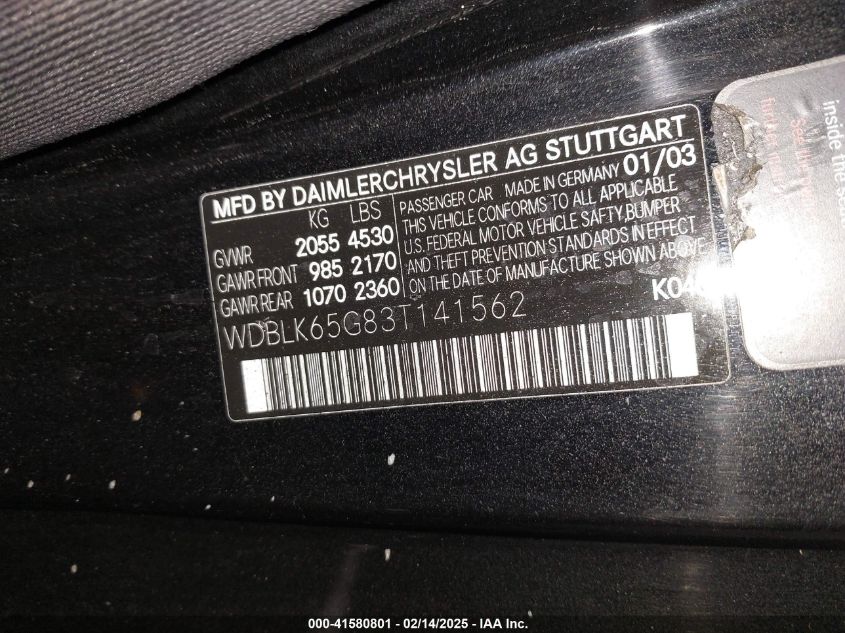 MFD BY DAIMLERCHRYSLER AG STUTTGART
01/03
KG LBS
GVWR 2055 4530
GAWR FRONT 985 2170
GAWR REAR 1070 2360
PASSENGER CAR MADE IN GERMANY
THIS VEHICLE CONFORMS TO ALL APPLICABLE
U.S. FEDERAL MOTOR VEHICLE SAFTY, BUMPER
AND THEFT PREVENTION STANDARDS IN EFFECT
ON THE DATE OF MANUFACTURE SHOWN ABOVE.
WDBLK65G83T141562
inside the
000-41580801 / 02/14/2025 - IAA Inc.